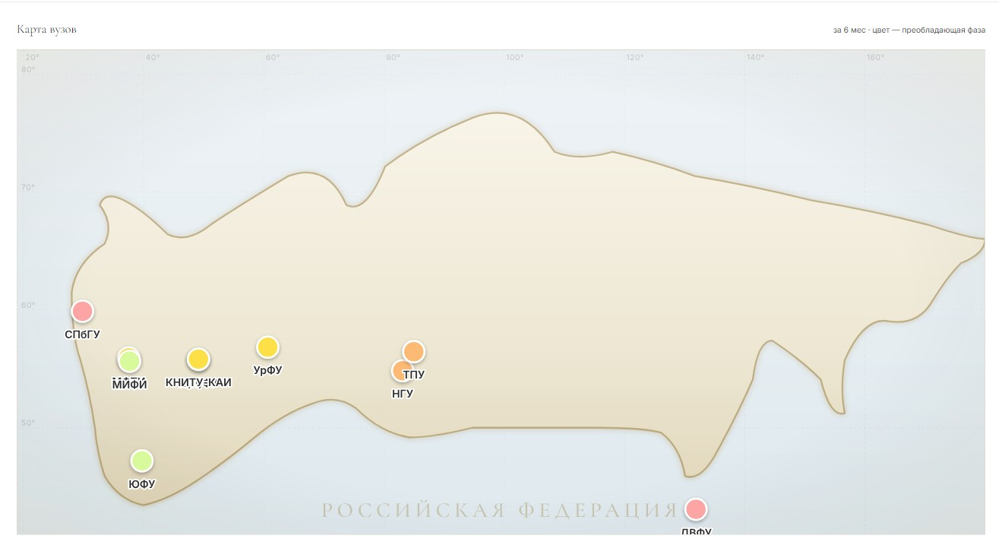 Карта вузов
за 6 мес · цвет — преобладающая фаза
20° 40° 60° 80° 100° 120° 140° 160°
80°
70°
60°
СПбГУ
УрФУ
ТПУ
МИФИ
КНИТУ-КАИ
НГУ
50°
ЮФУ
РОССИЙСКАЯ ФЕДЕРАЦИЯ
ДВФУ